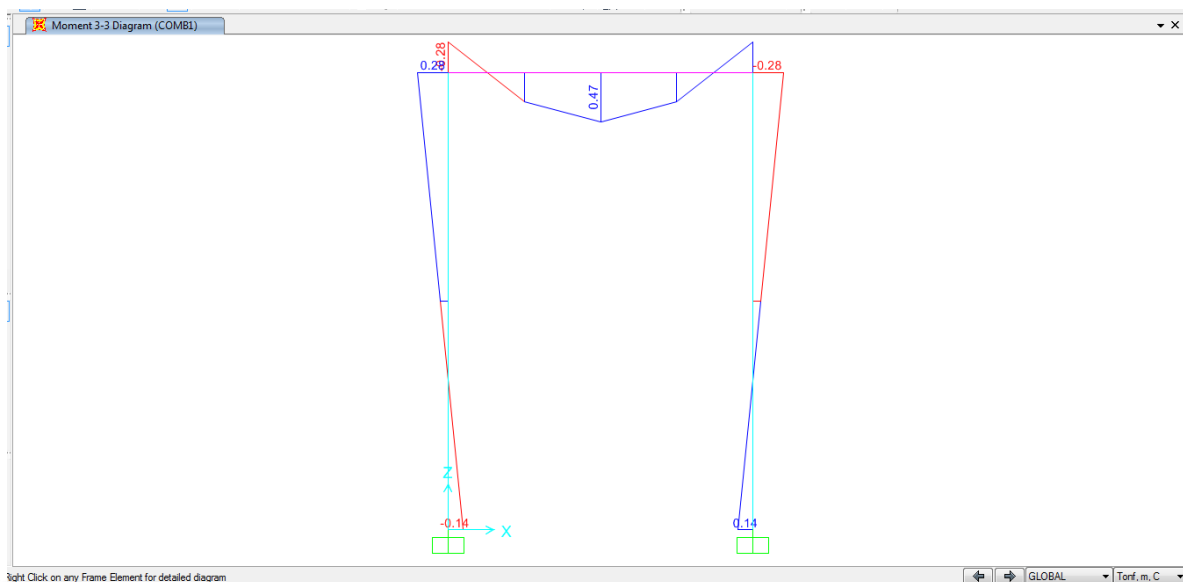 Moment 3-3 Diagram (COMB1)
0.28
-0.28
-0.28
0.47
Z
X
-0.14
0.14
Right Click on any Frame Element for detailed diagram
GLOBAL
Tonf, m, C